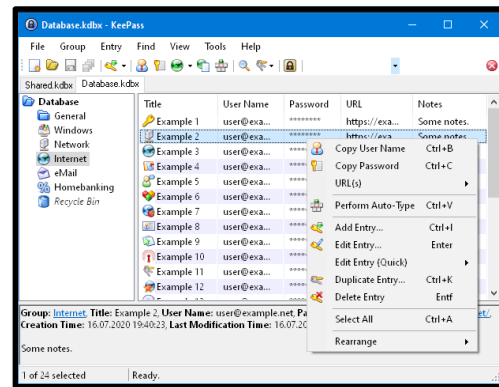 Database.kdbx - KeePass
File Group Entry Find View Tools Help
Shared.kdbx Database.kdbx
Database
General
Windows
Network
Internet
eMail
Homebanking
Recycle Bin
Title User Name Password URL Notes
Example 1 user@exa... ******** https://exa... Some notes.
Example 2 user@exa... ******** https://exa... Some notes.
Example 3 user@exa...
Example 4 user@exa...
Example 5 user@exa...
Example 6 user@exa...
Example 7 user@exa...
Example 8 user@exa...
Example 9 user@exa...
Example 10 user@exa...
Example 11 user@exa...
Example 12 user@exa...
Copy User Name Ctrl+B
Copy Password Ctrl+C
URL(s)
Perform Auto-Type Ctrl+V
Add Entry... Ctrl+I
Edit Entry... Enter
Edit Entry (Quick)
Duplicate Entry... Ctrl+K
Delete Entry Entf
Select All Ctrl+A
Rearrange
Group: Internet, Title: Example 2, User Name: user@example.net,
Creation Time: 16.07.2020 19:40:23, Last Modification Time: 16.07.20
Some notes.
1 of 24 selected Ready.